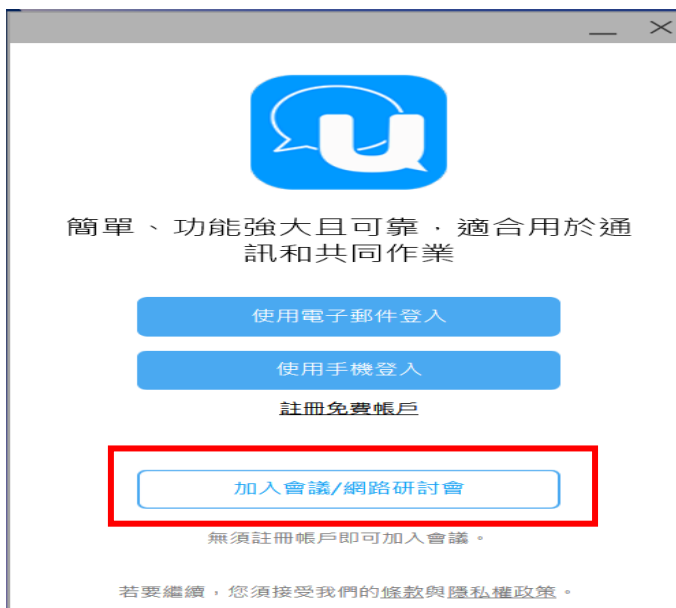 U
簡單、功能強大且可靠，適合用於通
訊和共同作業
使用電子郵件登入
使用手機登入
註冊免費帳戶
加入會議/網路研討會
無須註冊帳戶即可加入會議。
若要繼續，您須接受我們的條款與隱私權政策。